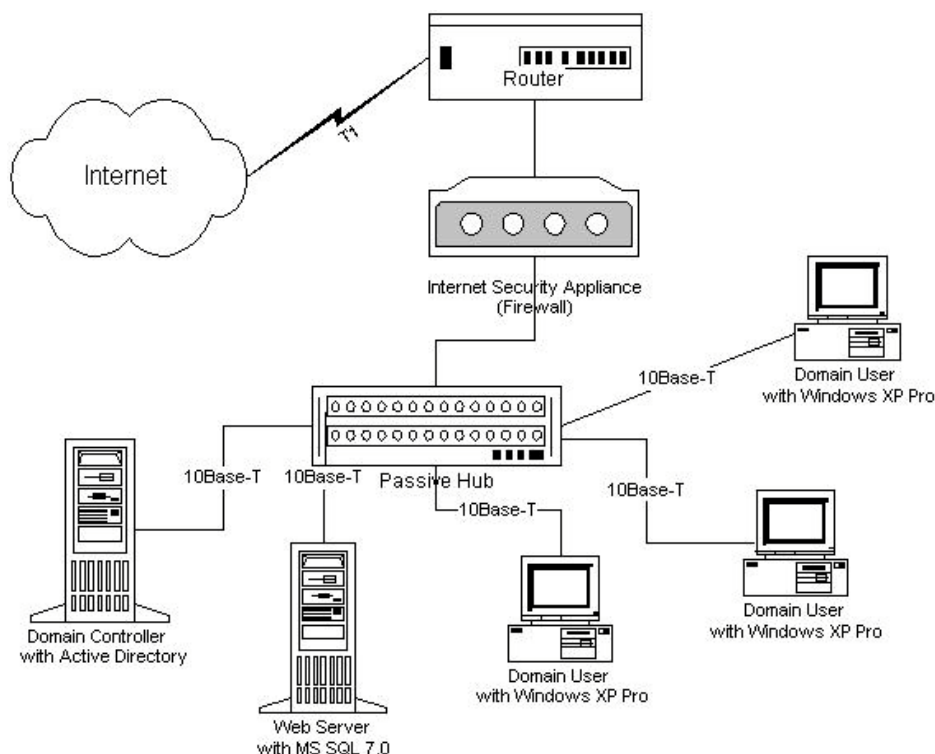 Router
T1
Internet
Internet Security Appliance
(Firewall)
10Base-T
Domain User
with Windows XP Pro
10Base-T
10Base-T
Passive Hub
10Base-T
10Base-T
Domain Controller
with Active Directory
Web Server
with MS SQL 7.0
Domain User
with Windows XP Pro
Domain User
with Windows XP Pro